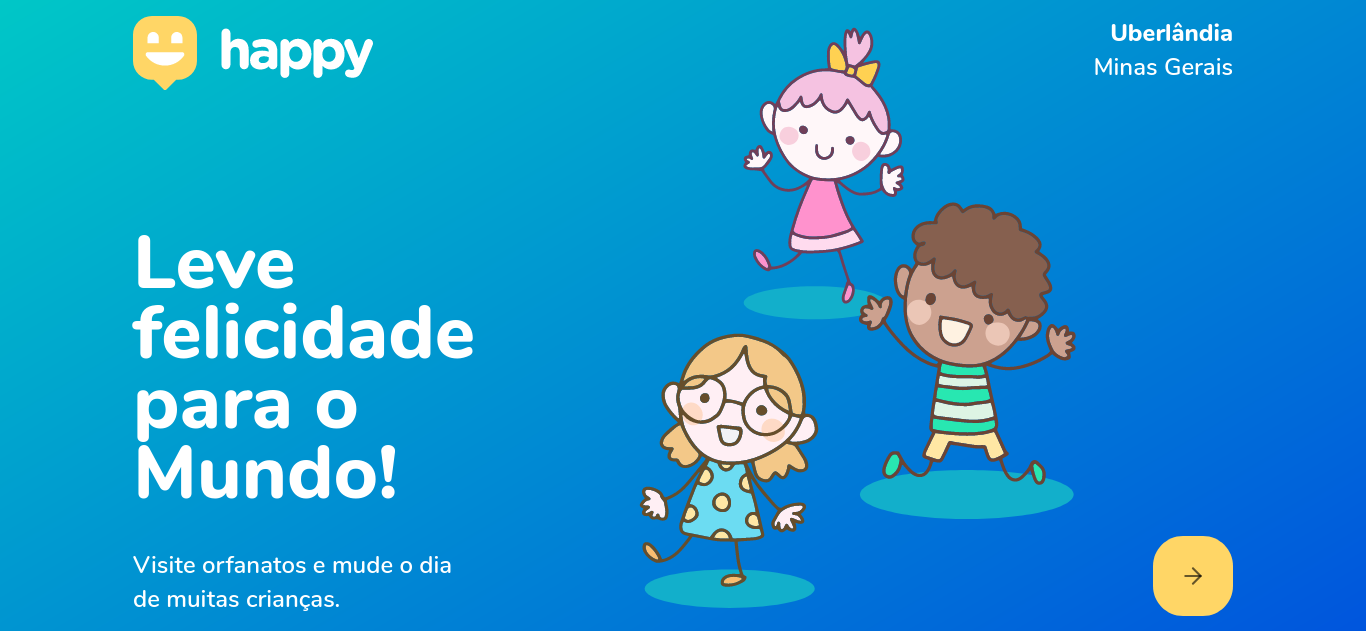 happy
Uberlândia
Minas Gerais
Leve
felicidade
para o
Mundo!
Visite orfanatos e mude o dia
de muitas crianças.